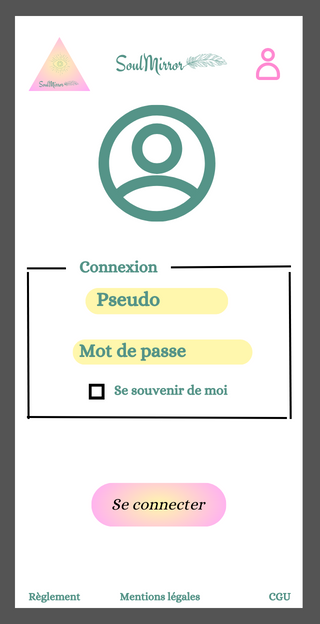 SoulMirror
SoulMirror
Connexion
Pseudo
Mot de passe
Se souvenir de moi
Se connecter
Règlement
Mentions légales
CGU